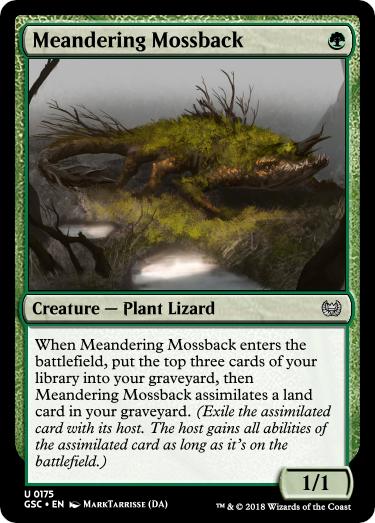 Meandering Mossback
Creature — Plant Lizard
When Meandering Mossback enters the
battlefield, put the top three cards of your
library into your graveyard, then
Meandering Mossback assimilates a land
card in your graveyard. (Exile the assimilated
card with its host. The host gains all abilities of
the assimilated card as long as it's on the
battlefield.)
1/1
U 0175
GSC • EN MarkTarrisse (DA)
™ & © 2018 Wizards of the Coast